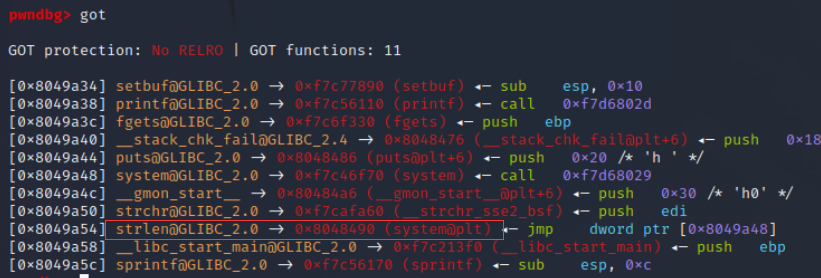 pwndbg> got
GOT protection: No RELRO | GOT functions: 11
[0×8049a34] setbuf@GLIBC_2.0 → 0×f7c77890 (setbuf) ◂— sub    esp, 0×10
[0×8049a38] printf@GLIBC_2.0 → 0×f7c56110 (printf) ◂— call   0×f7d6802d
[0×8049a3c] fgets@GLIBC_2.0 → 0×f7c6f330 (fgets) ◂— push   ebp
[0×8049a40] __stack_chk_fail@GLIBC_2.4 → 0×8048476 (__stack_chk_fail@plt+6) ◂— push   0×18
[0×8049a44] puts@GLIBC_2.0 → 0×8048486 (puts@plt+6) ◂— push   0×20 /* 'h ' */
[0×8049a48] system@GLIBC_2.0 → 0×f7c46f70 (system) ◂— call   0×f7d68029
[0×8049a4c] __gmon_start__ → 0×80484a6 (__gmon_start__@plt+6) ◂— push   0×30 /* 'h0' */
[0×8049a50] strchr@GLIBC_2.0 → 0×f7cafa60 (__strchr_sse2_bsf) ◂— push   edi
[0×8049a54] strlen@GLIBC_2.0 → 0×8048490 (system@plt) ◂— jmp    dword ptr [0×8049a48]
[0×8049a58] __libc_start_main@GLIBC_2.0 → 0×f7c213f0 (__libc_start_main) ◂— push   ebp
[0×8049a5c] sprintf@GLIBC_2.0 → 0×f7c56170 (sprintf) ◂— sub    esp, 0×c